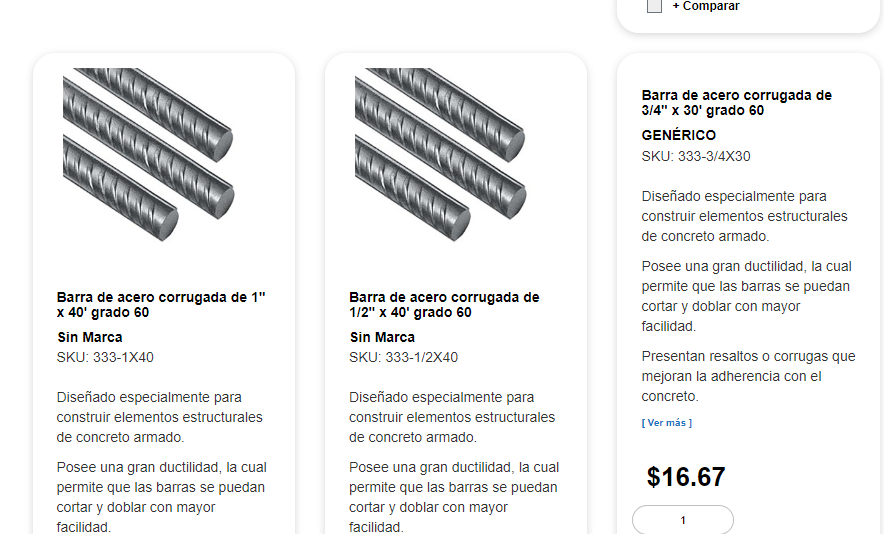 + Comparar
Barra de acero corrugada de 1" 
x 40' grado 60
Sin Marca
SKU: 333-1X40
Diseñado especialmente para
construir elementos estructurales
de concreto armado.
Posee una gran ductilidad, la cual
permite que las barras se puedan
cortar y doblar con mayor
facilidad.
Barra de acero corrugada de
1/2" x 40' grado 60
Sin Marca
SKU: 333-1/2X40
Diseñado especialmente para
construir elementos estructurales
de concreto armado.
Posee una gran ductilidad, la cual
permite que las barras se puedan
cortar y doblar con mayor
facilidad.
Barra de acero corrugada de
3/4" x 30' grado 60
GENÉRICO
SKU: 333-3/4X30
Diseñado especialmente para
construir elementos estructurales
de concreto armado.
Posee una gran ductilidad, la cual
permite que las barras se puedan
cortar y doblar con mayor
facilidad.
Presentan resaltos o corrugas que
mejoran la adherencia con el
concreto.
[ Ver más ]
$16.67
1